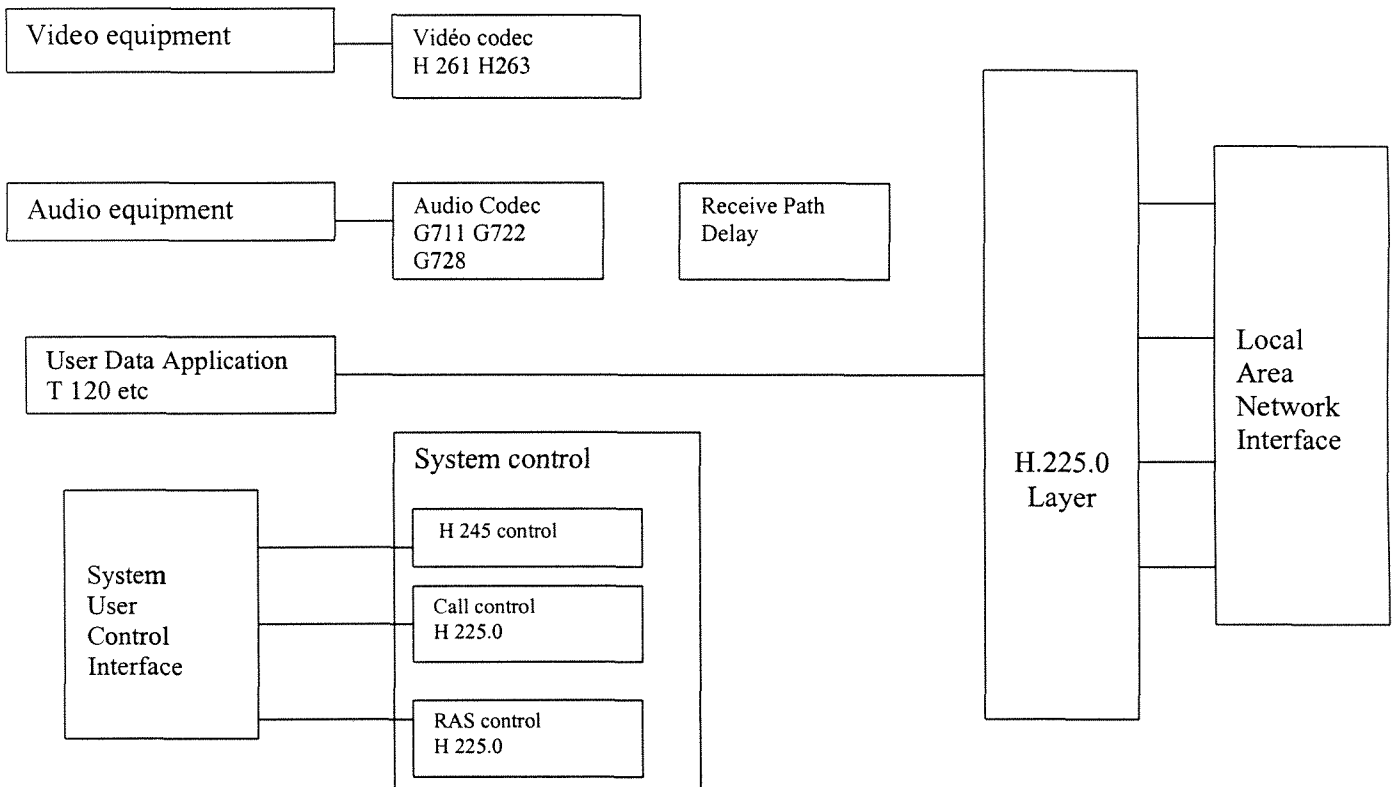 Video equipment
Vidéo codec
H 261 H263
Audio equipment
Audio Codec
G711 G722
G728
Receive Path
Delay
User Data Application
T 120 etc
System control
H 245 control
Call control
H 225.0
RAS control
H 225.0
System
User
Control
Interface
H.225.0
Layer
Local
Area
Network
Interface